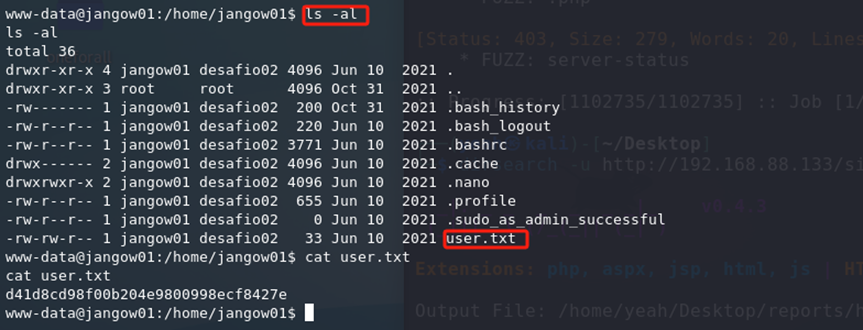 www-data@jangow01:/home/jangow01$ ls -al
ls -al
total 36
drwxr-xr-x 4 jangow01 desafio02 4096 Jun 10  2021 .
drwxr-xr-x 3 root     root      4096 Oct 31  2021 ..
-rw------- 1 jangow01 desafio02  200 Oct 31  2021 .bash_history
-rw-r--r-- 1 jangow01 desafio02  220 Jun 10  2021 .bash_logout
-rw-r--r-- 1 jangow01 desafio02 3771 Jun 10  2021 .bashrc
drwx------ 2 jangow01 desafio02 4096 Jun 10  2021 .cache
drwxrwxr-x 2 jangow01 desafio02 4096 Jun 10  2021 .nano
-rw-r--r-- 1 jangow01 desafio02  655 Jun 10  2021 .profile
-rw-r--r-- 1 jangow01 desafio02    0 Jun 10  2021 .sudo_as_admin_successful
-rw-rw-r-- 1 jangow01 desafio02   33 Jun 10  2021 user.txt
www-data@jangow01:/home/jangow01$ cat user.txt
cat user.txt
d41d8cd98f00b204e9800998ecf8427e
www-data@jangow01:/home/jangow01$
* FUZZ: .php
[Status: 403, Size: 279, Words: 20, Lines
* FUZZ: server-status
[1102735/1102735] :: Job [1/
kali)-[~/Desktop]
-u http://192.168.88.133/si
v0.4.3
Extensions: php, aspx, jsp, html, js | HT
Output File: /home/yeah/Desktop/reports/h